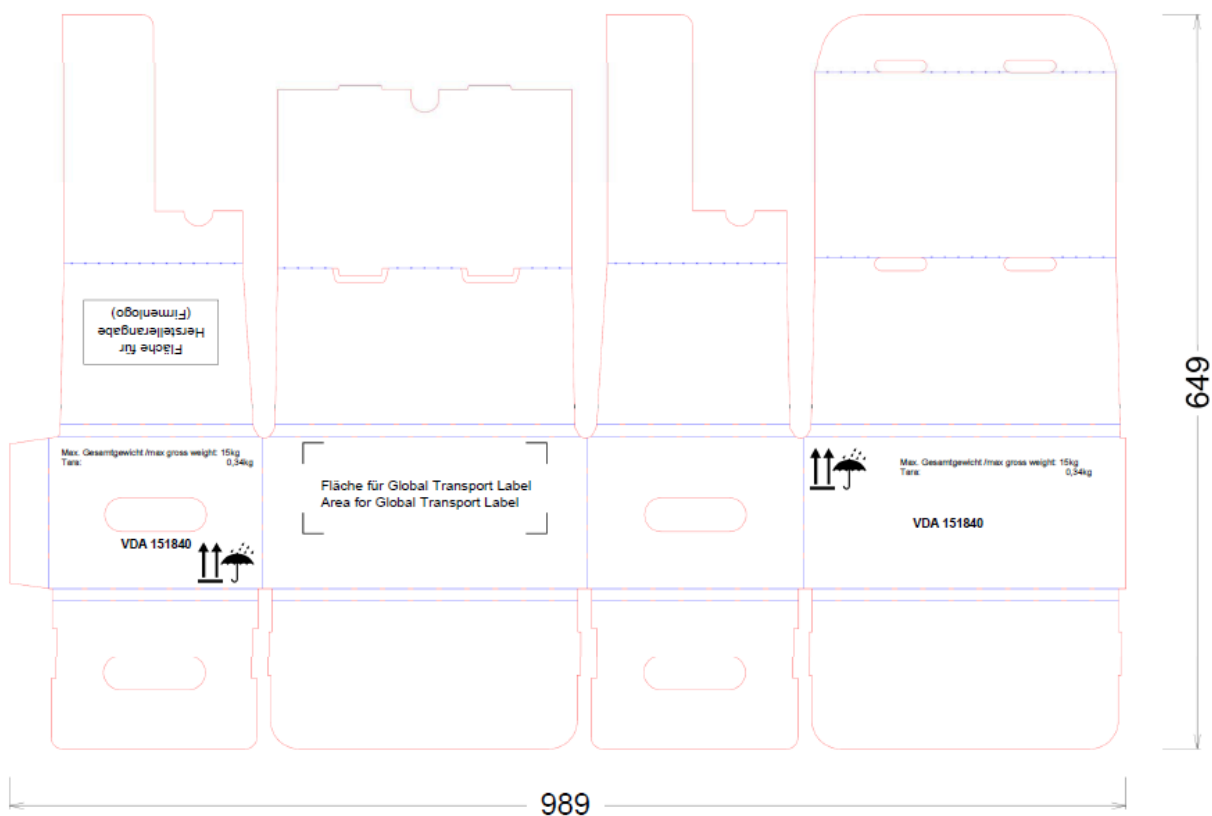 Fläche für
Herstellerangabe
(Firmenlogo)
Max. Gesamtgewicht /max gross weight: 15kg
Tara: 0,34kg
VDA 151840
Fläche für Global Transport Label
Area for Global Transport Label
Max. Gesamtgewicht /max gross weight: 15kg
Tara: 0,34kg
VDA 151840
649
989